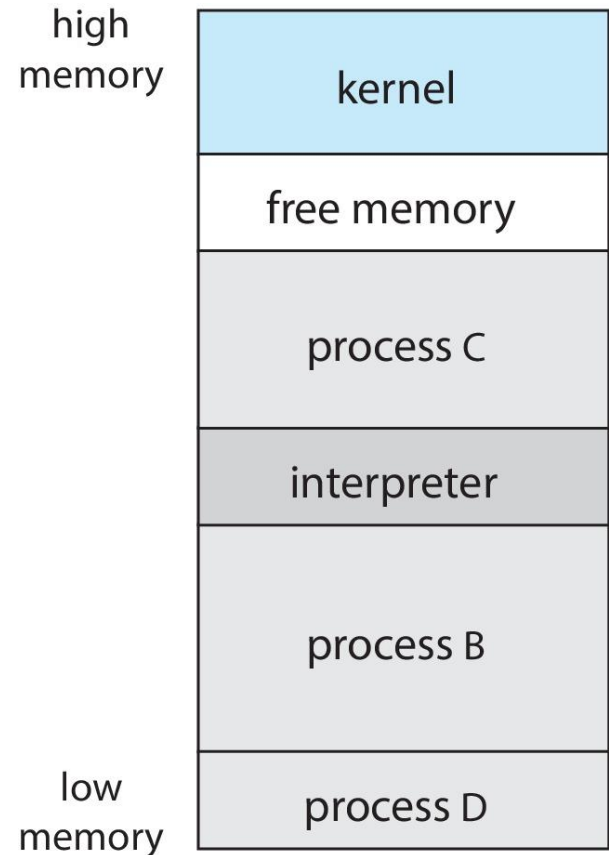 high
memory
kernel
free memory
process C
interpreter
process B
process D
low
memory